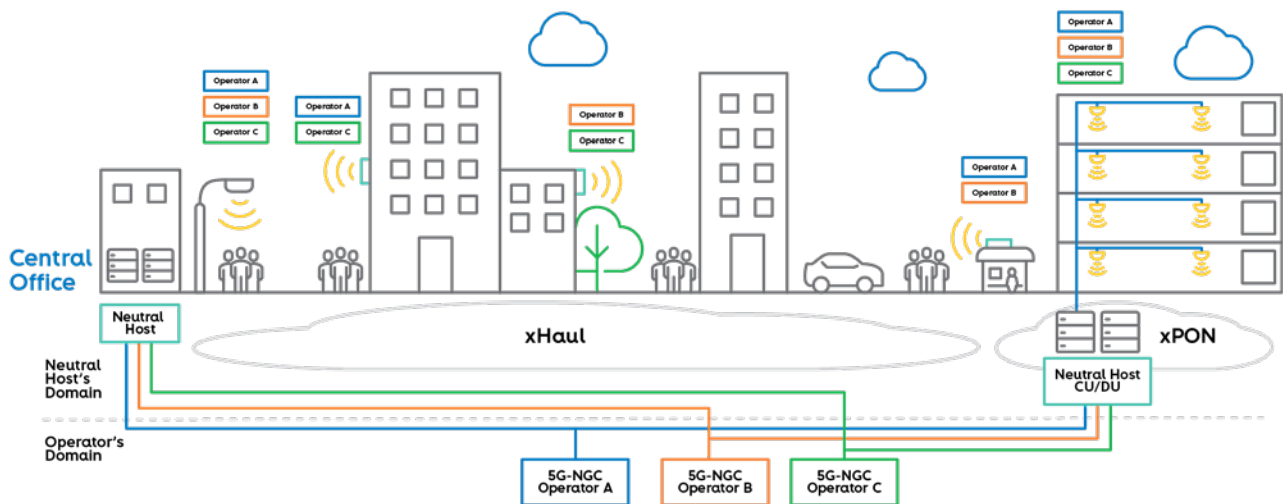 Operator A
Operator B
Operator C
Operator A
Operator C
Operator B
Operator C
Operator A
Operator B
Operator A
Operator B
Operator C
Central
Office
Neutral
Host
xHaul
xPON
Neutral Host
CU/DU
Neutral
Host's
Domain
Operator's
Domain
5G-NGC
Operator A
5G-NGC
Operator B
5G-NGC
Operator C